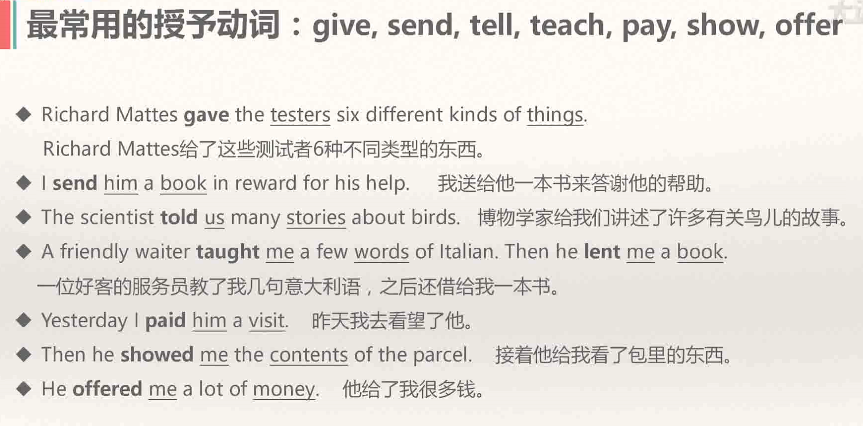 最常用的授予动词：give, send, tell, teach, pay, show, offer
◆ Richard Mattes gave the testers six different kinds of things.
Richard Mattes给了这些测试者6种不同类型的东西。
◆ I send him a book in reward for his help. 我送给他一本书来答谢他的帮助。
◆ The scientist told us many stories about birds. 博物学家给我们讲述了许多有关鸟儿的故事。
◆ A friendly waiter taught me a few words of Italian. Then he lent me a book.
一位好客的服务员教了我几句意大利语，之后还借给我一本书。
◆ Yesterday I paid him a visit. 昨天我去看望了他。
◆ Then he showed me the contents of the parcel. 接着他给我看了包里的东西。
◆ He offered me a lot of money. 他给了我很多钱。